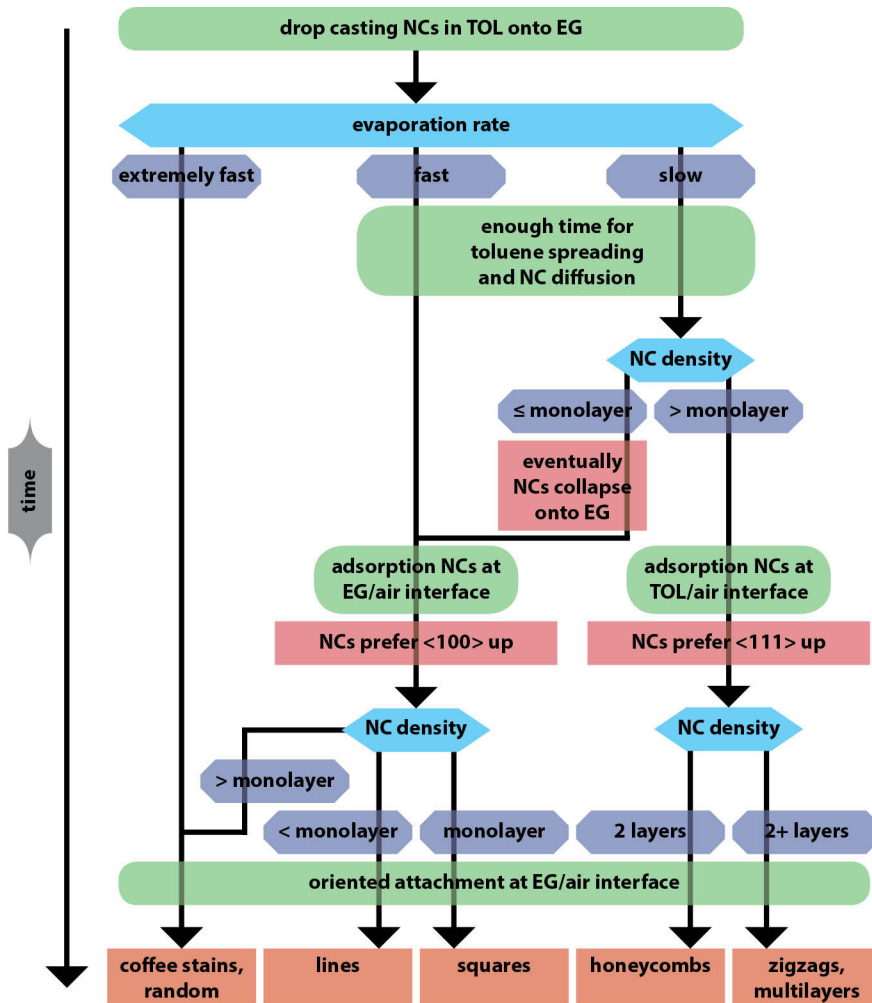 drop casting NCs in TOL onto EG
evaporation rate
extremely fast
fast
slow
enough time for
toluene spreading
and NC diffusion
NC density
≤ monolayer
> monolayer
eventually
NCs collapse
onto EG
time
adsorption NCs at
EG/air interface
adsorption NCs at
TOL/air interface
NCs prefer <100> up
NCs prefer <111> up
NC density
NC density
> monolayer
< monolayer
monolayer
2 layers
2+ layers
oriented attachment at EG/air interface
coffee stains,
random
lines
squares
honeycombs
zigzags,
multilayers